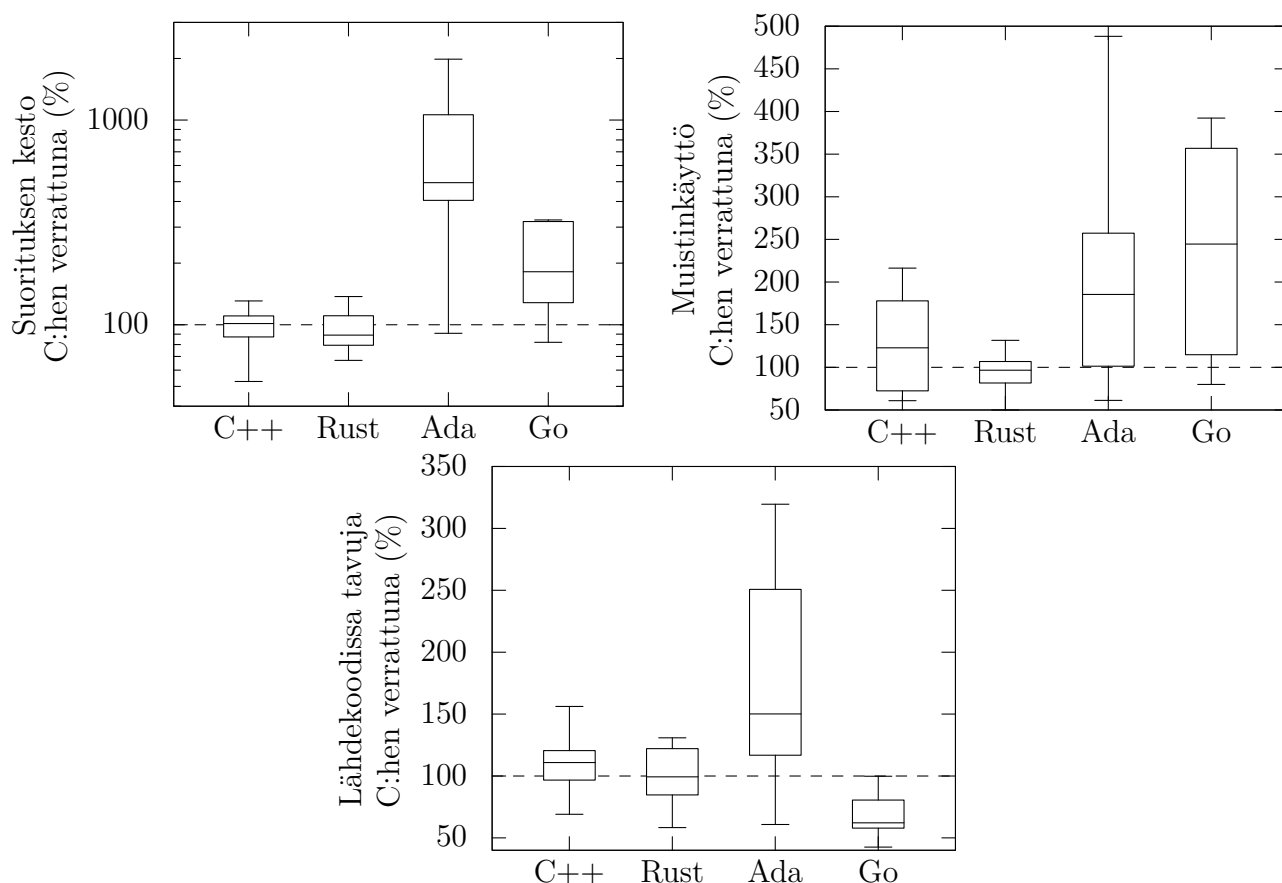 Suorituksen kesto
C:hen verrattuna (%)
1000
100
C++ Rust Ada Go
Muistinkäyttö
C:hen verrattuna (%)
500
450
400
350
300
250
200
150
100
50
C++ Rust Ada Go
Lähdekoodissa tavuja
C:hen verrattuna (%)
350
300
250
200
150
100
50
C++ Rust Ada Go